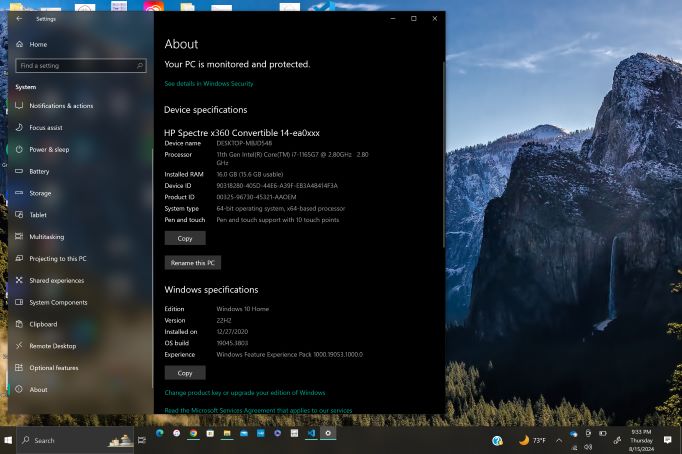 Settings
Home
Find a setting
System
Notifications & actions
Focus assist
Power & sleep
Battery
Storage
Tablet
Multitasking
Projecting to this PC
Shared experiences
System Components
Clipboard
Remote Desktop
Optional features
About
About
Your PC is monitored and protected.
See details in Windows Security
Device specifications
HP Spectre x360 Convertible 14-ea0xxx
Device name DESKTOP-MBJO548
Processor 11th Gen Intel(R) Core(TM) i7-1165G7 @ 2.80GHz 2.80
GHz
Installed RAM 16.0 GB (15.6 GB usable)
Device ID 90318280-405D-44E6-A39F-EB3A48414F3A
Product ID 00325-96730-45321-AAOEM
System type 64-bit operating system, x64-based processor
Pen and touch Pen and touch support with 10 touch points
Copy
Rename this PC
Windows specifications
Edition Windows 10 Home
Version 22H2
Installed on 12/27/2020
OS build 19045.3803
Experience Windows Feature Experience Pack 1000.19053.1000.0
Copy
Change product key or upgrade your edition of Windows
Read the Microsoft Services Agreement that applies to our services
Search
73°F
9:33 PM
Thursday
8/15/2024